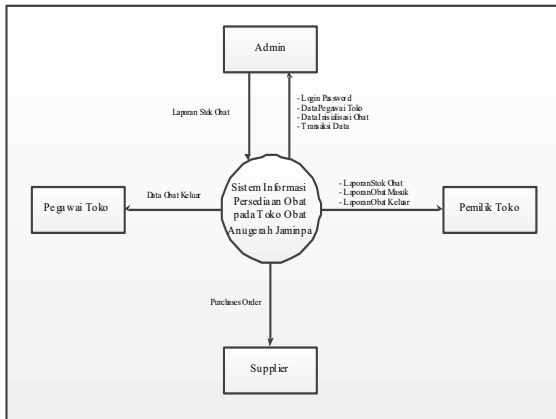 Admin
Laporan Stok Obat
- Login Password
- Data Pegawai Toko
- Data Inisialisasi Obat
- Transaksi Data
Pegawai Toko
Data Obat Keluar
Sistem Informasi
Persediaan Obat
pada Toko Obat
Anugerah Jaminpa
- Laporan Stok Obat
- Laporan Obat Masuk
- Laporan Obat Keluar
Pemilik Toko
Purchases Order
Supplier